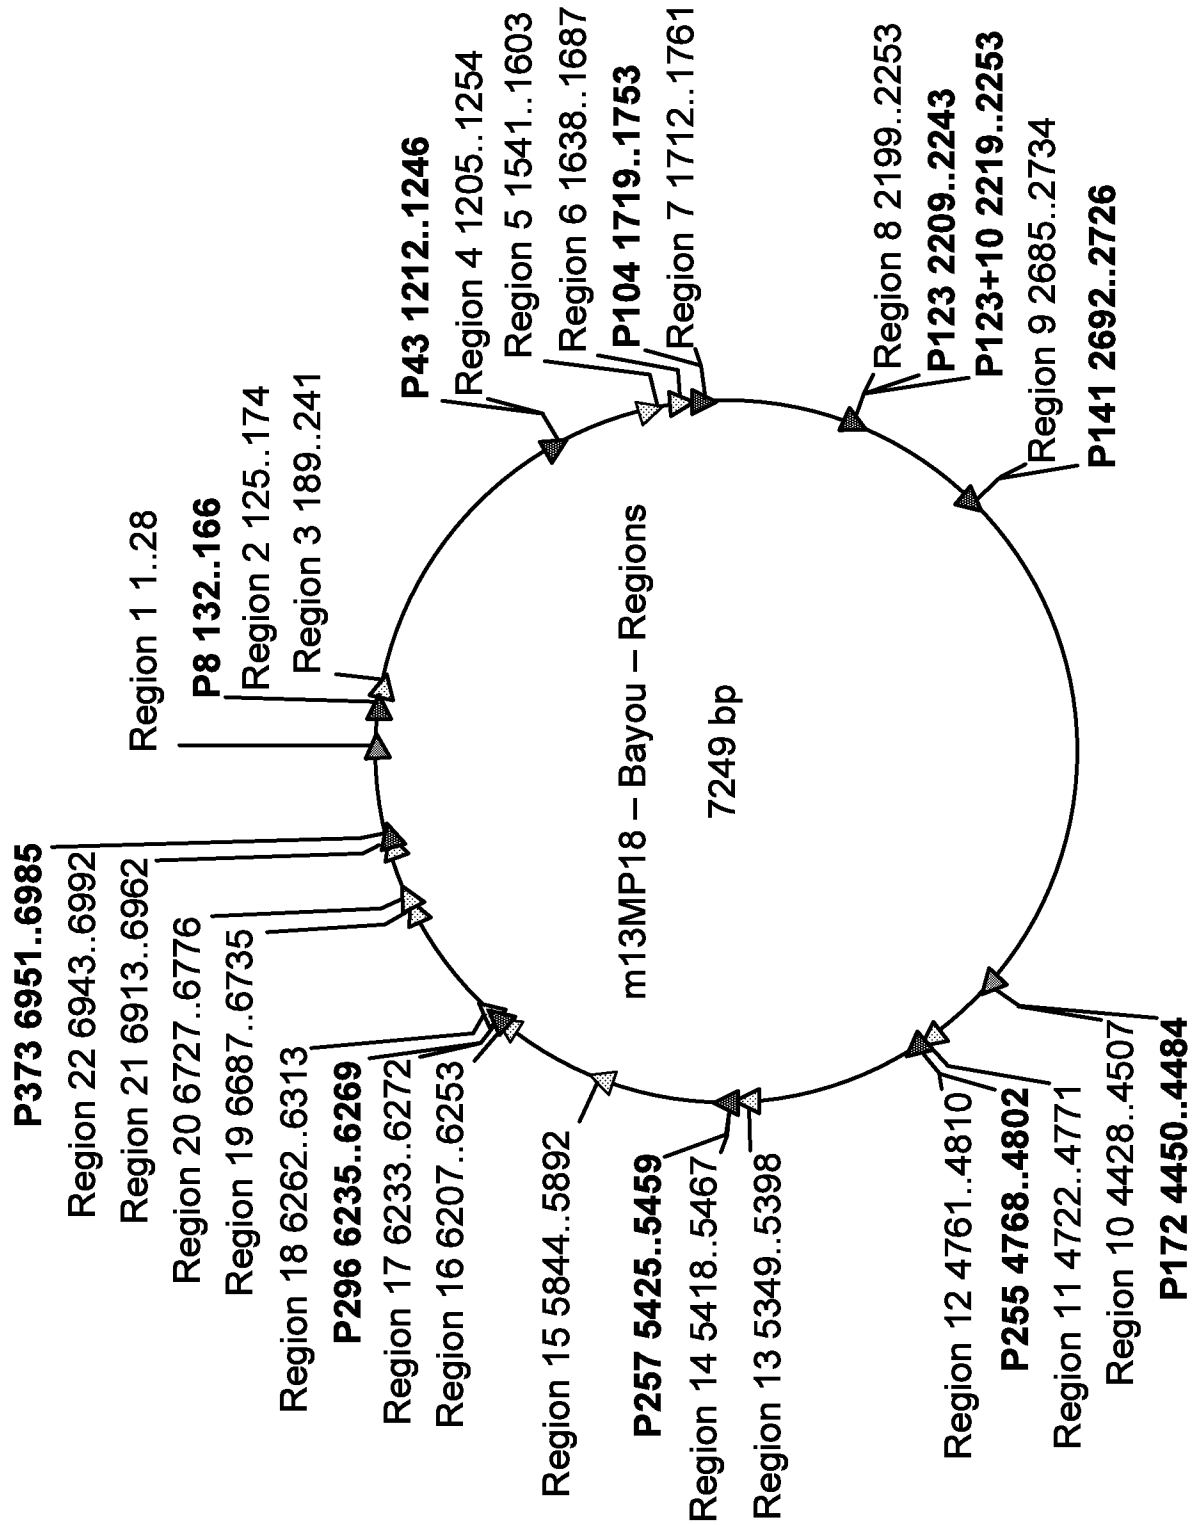 Region 1 1..28
P8 132..166
Region 2 125..174
Region 3 189..241
P43 1212..1246
Region 4 1205..1254
Region 5 1541..1603
Region 6 1638..1687
P104 1719..1753
Region 7 1712..1761
Region 8 2199..2253
P123 2209..2243
P123+10 2219..2253
Region 9 2685..2734
P141 2692..2726
P373 6951..6985
Region 22 6943..6992
Region 21 6913..6962
Region 20 6727..6776
Region 19 6687..6735
Region 18 6262..6313
P296 6235..6269
Region 17 6233..6272
Region 16 6207..6253
Region 15 5844..5892
P257 5425..5459
Region 14 5418..5467
Region 13 5349..5398
Region 12 4761..4810
P255 4768..4802
Region 11 4722..4771
Region 10 4428..4507
P172 4450..4484
m13MP18 – Bayou – Regions
7249 bp